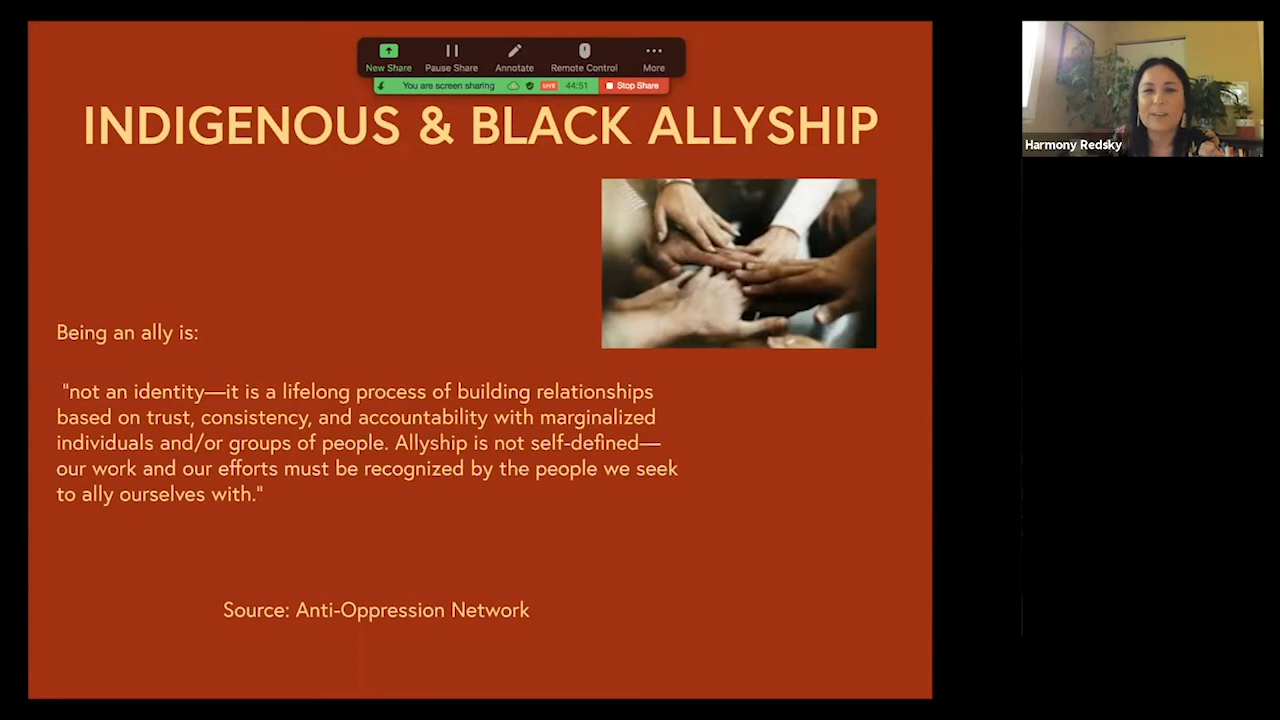 New Share
Pause Share
Annotate
Remote Control
More
You are screen sharing
LIVE
44:51
Stop Share
INDIGENOUS & BLACK ALLYSHIP
Harmony Redsky
Being an ally is:
"not an identity—it is a lifelong process of building relationships
based on trust, consistency, and accountability with marginalized
individuals and/or groups of people. Allyship is not self-defined—
our work and our efforts must be recognized by the people we seek
to ally ourselves with."
Source: Anti-Oppression Network